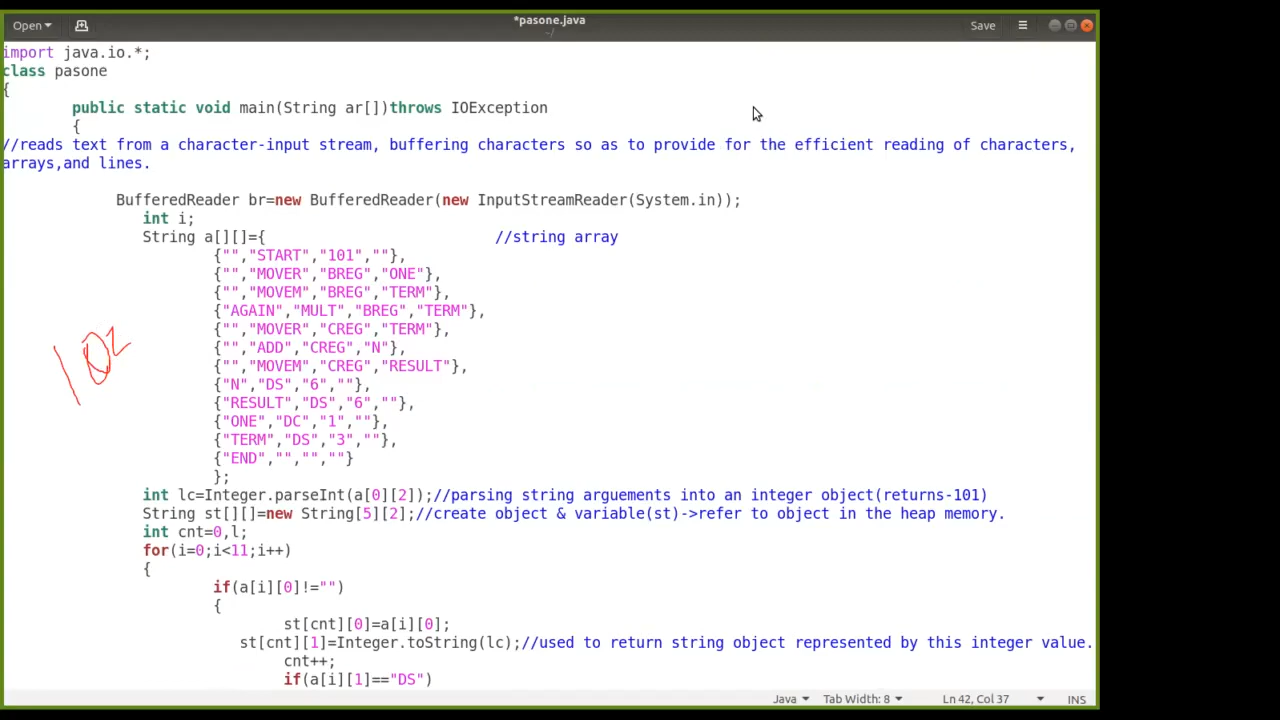 Open
*pasone.java
~/
Save
import java.io.*;
class pasone
{
public static void main(String ar[])throws IOException
{
//reads text from a character-input stream, buffering characters so as to provide for the efficient reading of characters,
arrays,and lines.
BufferedReader br=new BufferedReader(new InputStreamReader(System.in));
int i;
String a[][]={ //string array
{"","START","101",""},
{"","MOVER","BREG","ONE"},
{"","MOVEM","BREG","TERM"},
{"AGAIN","MULT","BREG","TERM"},
{"","MOVER","CREG","TERM"},
{"","ADD","CREG","N"},
{"","MOVEM","CREG","RESULT"},
{"N","DS","6",""},
{"RESULT","DS","6",""},
{"ONE","DC","1",""},
{"TERM","DS","3",""},
{"END","","",""}
};
102
int lc=Integer.parseInt(a[0][2]);//parsing string arguements into an integer object(returns-101)
String st[][]=new String[5][2];//create object & variable(st)->refer to object in the heap memory.
int cnt=0,l;
for(i=0;i<11;i++)
{
if(a[i][0]!="")
{
st[cnt][0]=a[i][0];
st[cnt][1]=Integer.toString(lc);//used to return string object represented by this integer value.
cnt++;
if(a[i][1]=="DS")
Java Tab Width: 8 Ln 42, Col 37 INS